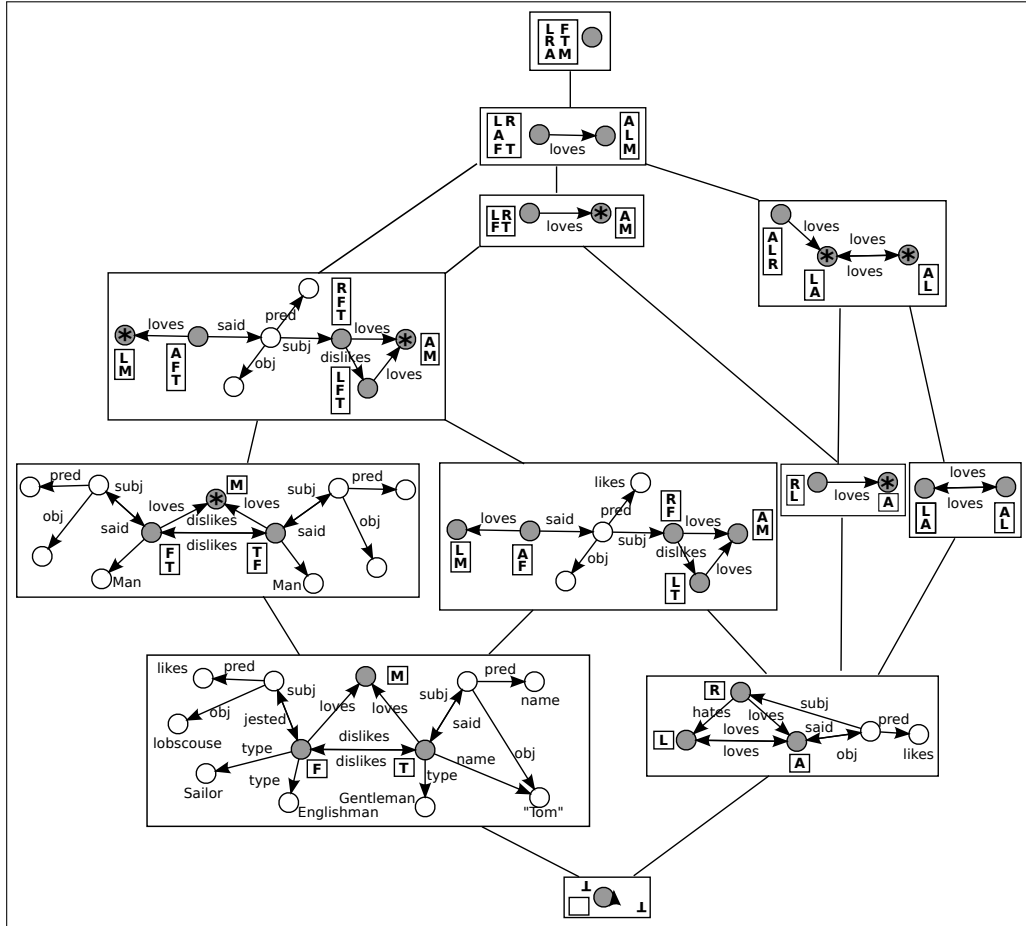 L F
R T
A M
L R
A
F T
loves
A
L
M
L R
F T
loves
A
M
A
L
R
loves
loves
loves
L
A
A
L
loves
said
pred
subj
obj
R
F
T
loves
dislikes
loves
L
M
A
F
T
L
F
T
A
M
pred
subj
obj
said
loves
M
loves
dislikes
dislikes
subj
pred
said
obj
F
T
T
F
Man
Man
likes
pred
loves
said
subj
obj
R
F
loves
dislikes
loves
L
M
A
F
L
T
A
M
R
L
loves
A
loves
loves
L
A
A
L
likes
pred
subj
obj
lobscouse
jested
type
type
Sailor
Englishman
loves
M
loves
dislikes
dislikes
F
T
subj
pred
name
said
obj
name
type
Gentleman
"Tom"
R
hates
loves
subj
said
pred
L
loves
loves
obj
likes
A
⊥
⊥